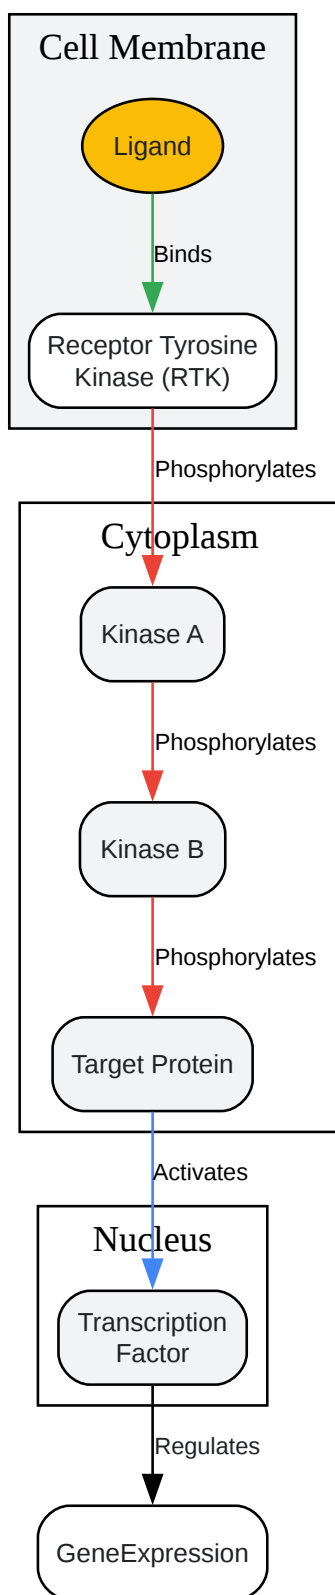 Cell Membrane
Ligand
Binds
Receptor Tyrosine
Kinase (RTK)
Phosphorylates
Cytoplasm
Kinase A
Phosphorylates
Kinase B
Phosphorylates
Target Protein
Activates
Nucleus
Transcription
Factor
Regulates
GeneExpression